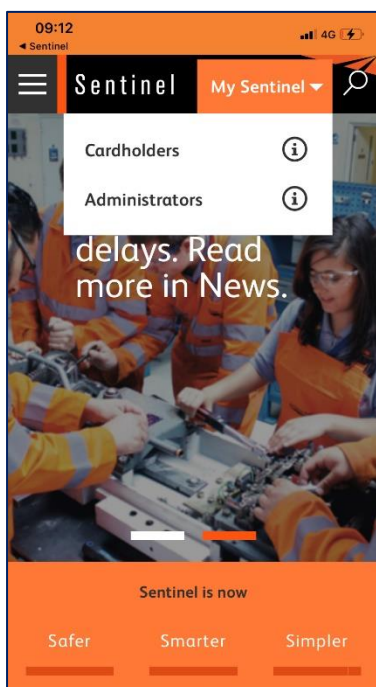 09:12
4G
◀ Sentinel
Sentinel
My Sentinel
Cardholders
Administrators
delays. Read
more in News.
Sentinel is now
Safer Smarter Simpler